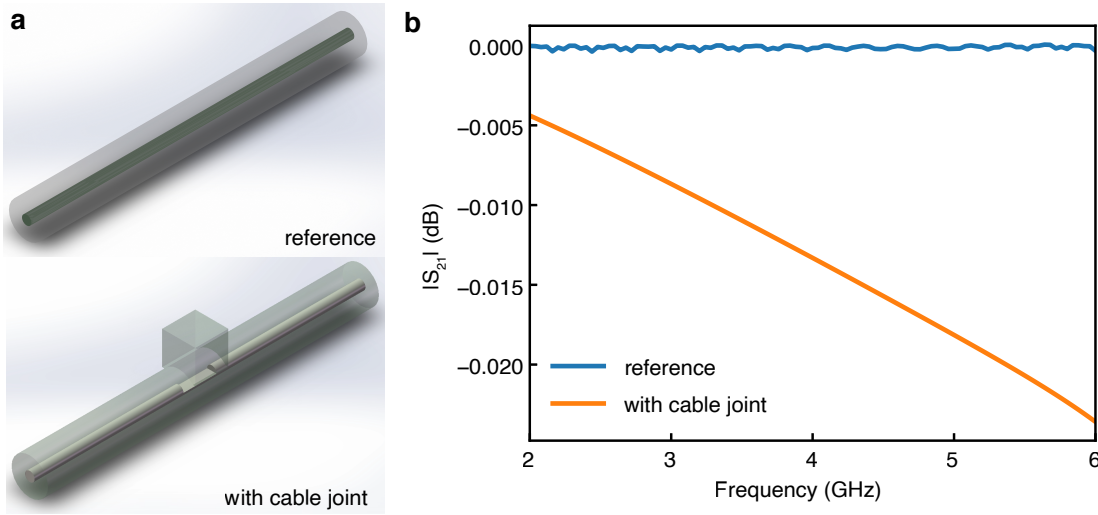 a
reference
with cable joint
b
0.000
−0.005
−0.010
−0.015
−0.020
|S21| (dB)
reference
with cable joint
2
3
4
5
6
Frequency (GHz)